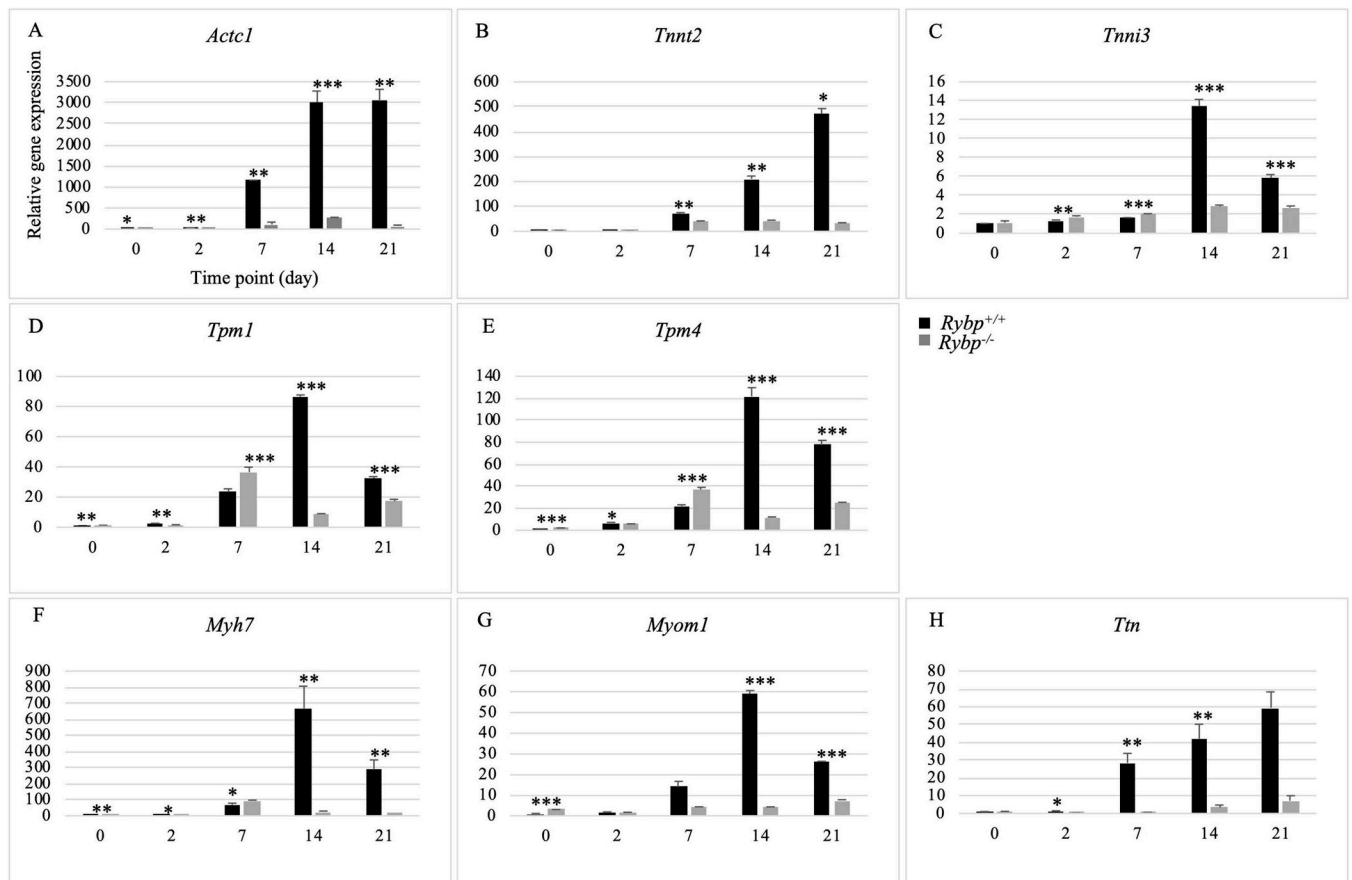 A
Actc1
Relative gene expression
3500
3000
2500
2000
1500
1000
500
0
* ** ** *** **
0 2 7 14 21
Time point (day)
B
Tnnt2
600
500
400
300
200
100
0
** ** *
0 2 7 14 21
C
Tnni3
16
14
12
10
8
6
4
2
0
** *** *** ***
0 2 7 14 21
D
Tpm1
100
80
60
40
20
0
** ** *** *** ***
0 2 7 14 21
E
Tpm4
140
120
100
80
60
40
20
0
*** * *** *** ***
0 2 7 14 21
Rybp+/+
Rybp-/-
F
Myh7
900
800
700
600
500
400
300
200
100
0
** * * ** **
0 2 7 14 21
G
Myom1
70
60
50
40
30
20
10
0
*** *** ***
0 2 7 14 21
H
Ttn
80
70
60
50
40
30
20
10
0
* ** **
0 2 7 14 21